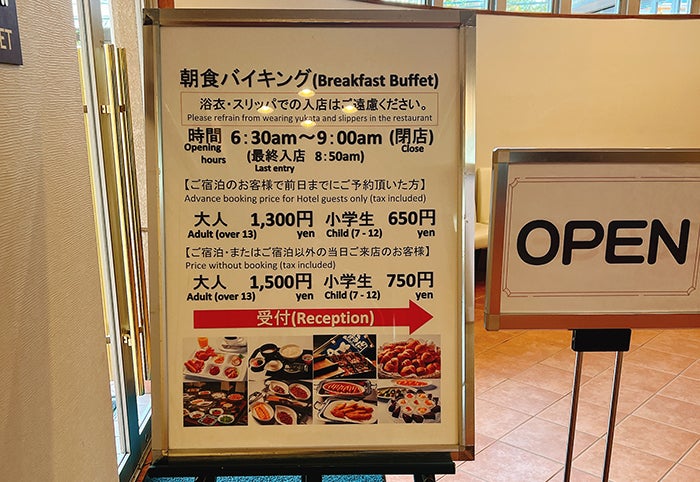 ET
朝食バイキング(Breakfast Buffet)
浴衣・スリッパでの入店はご遠慮ください。
Please refrain from wearing yukata and slippers in the restaurant
時間 6:30am～9:00am (閉店)
Opening hours
Close
(最終入店 8:50am)
Last entry
【ご宿泊のお客様で前日までにご予約頂いた方】
Advance booking price for Hotel guests only (tax included)
大人 1,300円 小学生 650円
Adult (over 13) yen Child (7 - 12) yen
【ご宿泊・またはご宿泊以外の当日ご来店のお客様】
Price without booking (tax included)
大人 1,500円 小学生 750円
Adult (over 13) yen Child (7 - 12) yen
受付(Reception)
OPEN